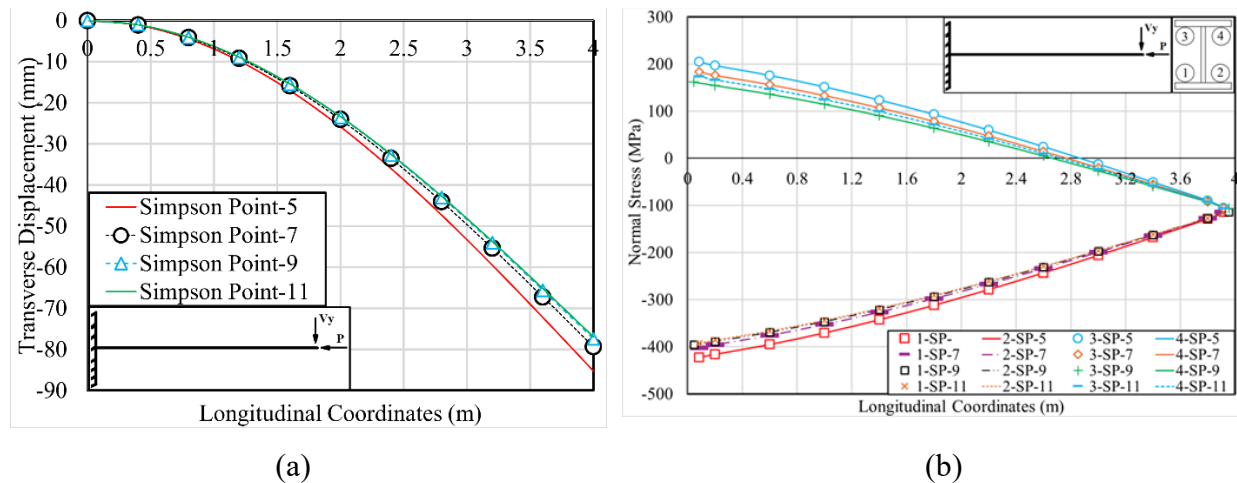 0
-10
-20
-30
-40
-50
-60
-70
-80
-90
0 0.5 1 1.5 2 2.5 3 3.5 4
Transverse Displacement (mm)
Simpson Point-5
Simpson Point-7
Simpson Point-9
Simpson Point-11
Vy
P
Longitudinal Coordinates (m)
(a)
300
200
100
0
-100
-200
-300
-400
-500
0 0.4 0.8 1.2 1.6 2 2.4 2.8 3.2 3.6 4
Normal Stress (MPa)
Vy
P
3 4
1 2
1-SP- 2-SP-5 3-SP-5 4-SP-5
1-SP-7 2-SP-7 3-SP-7 4-SP-7
1-SP-9 2-SP-9 3-SP-9 4-SP-9
1-SP-11 2-SP-11 3-SP-11 4-SP-11
Longitudinal Coordinates (m)
(b)